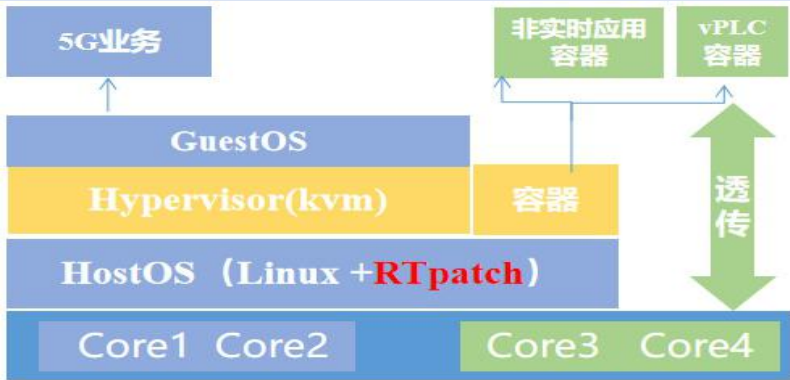 5G业务
非实时应用
容器
vPLC
容器
GuestOS
Hypervisor(kvm)
容器
透
传
HostOS（Linux +RTpatch）
Core1 Core2
Core3 Core4